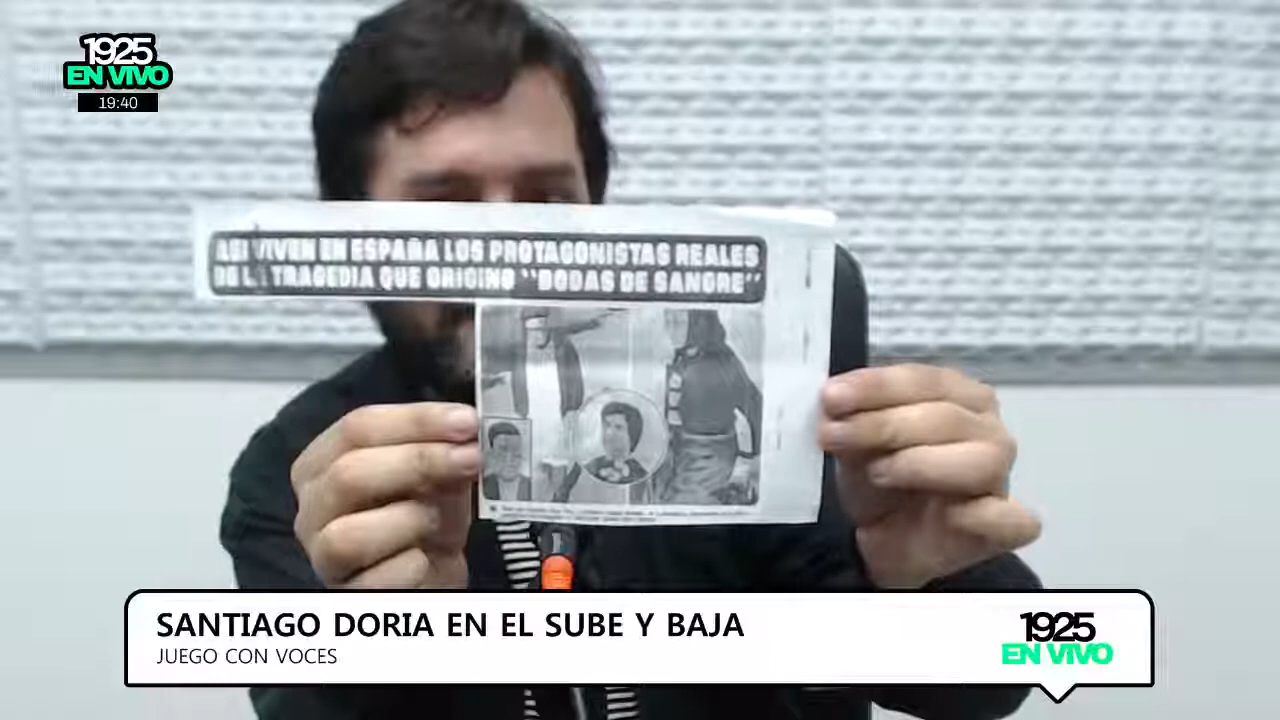 1925
EN VIVO
19:40
ASI VIVEN EN ESPAÑA LOS PROTAGONISTAS REALES
DE LA TRAGEDIA QUE ORIGINO "BODAS DE SANGRE"
SANTIAGO DORIA EN EL SUBE Y BAJA
JUEGO CON VOCES
1925
EN VIVO